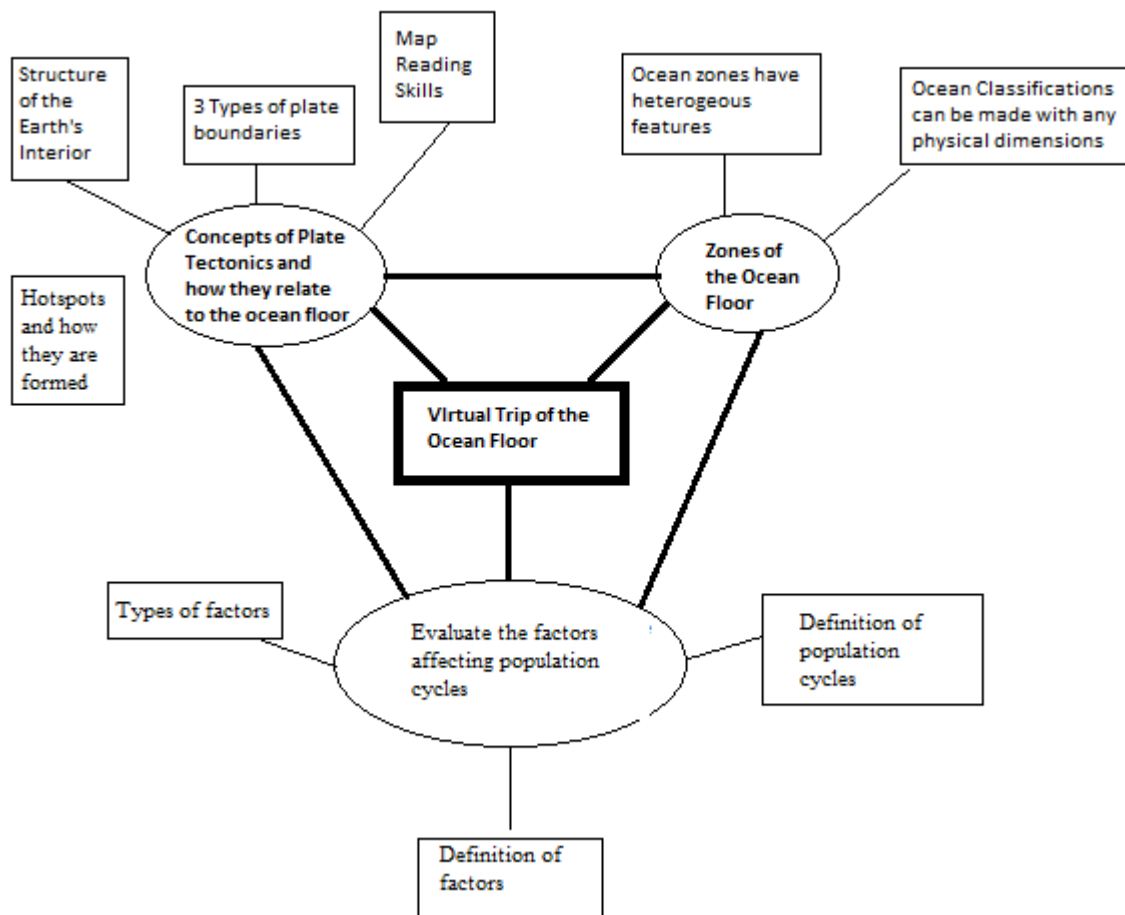 Map
Reading
Skills
Structure
of the
Earth's
Interior
3 Types of plate
boundaries
Ocean zones have
heterogeous
features
Ocean Classifications
can be made with any
physical dimensions
Concepts of Plate
Tectonics and
how they relate
to the ocean floor
Zones of
the Ocean
Floor
Hotspots
and how
they are
formed
VIrtual Trip of the
Ocean Floor
Types of factors
Evaluate the factors
affecting population
cycles
Definition of
population
cycles
Definition of
factors